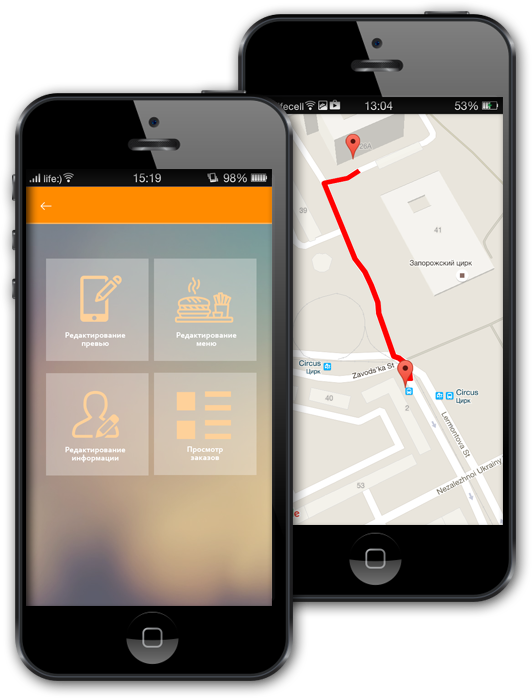 life:) 15:19 98%
Редактирование
превью
Редактирование
меню
Редактирование
информации
Просмотр
заказов
fecell 13:04 53%
25A
39
41
Запорожский цирк
Circus
Цирк
Zavods'ka St
40
2
Circus
Цирк
Lermontova St
Nezalezhnoi Ukrainy
53
e